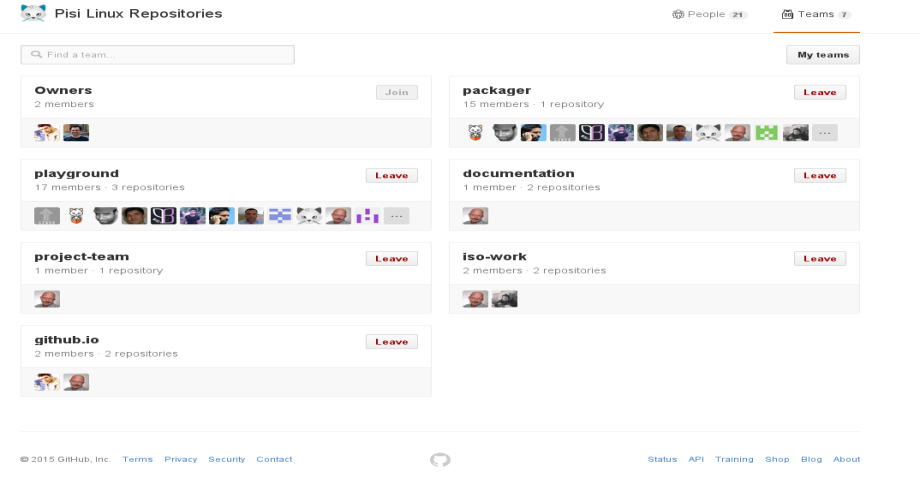 Pisi Linux Repositories
People 21
Teams 7
Find a team...
My teams
Owners
Join
2 members
packager
Leave
15 members · 1 repository
...
playground
Leave
17 members · 3 repositories
...
documentation
Leave
1 member · 2 repositories
project-team
Leave
1 member · 1 repository
iso-work
Leave
2 members · 2 repositories
github.io
Leave
2 members · 2 repositories
© 2015 GitHub, Inc. Terms Privacy Security Contact
Status API Training Shop Blog About